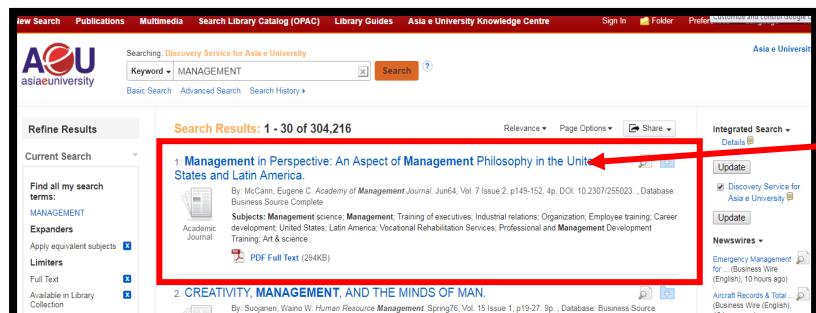 New Search Publications Multimedia Search Library Catalog (OPAC) Library Guides Asia e University Knowledge Centre Sign In Folder
Customize and control Google
AeU
asiaeuniversity
Searching: Discovery Service for Asia e University
Asia e Universit
Keyword MANAGEMENT x Search ?
Basic Search Advanced Search Search History
Refine Results
Current Search
Find all my search
terms:
MANAGEMENT
Expanders
Apply equivalent subjects x
Limiters
Full Text x
Available in Library x
Collection
Search Results: 1 - 30 of 304,216
Relevance Page Options Share
1. Management in Perspective: An Aspect of Management Philosophy in the Unite
States and Latin America.
By: McCann, Eugene C. Academy of Management Journal. Jun64, Vol. 7 Issue 2, p149-152. 4p. DOI: 10.2307/255023. , Database:
Business Source Complete
Academic
Journal
Subjects: Management science; Management; Training of executives; Industrial relations; Organization; Employee training; Career
development; United States; Latin America; Vocational Rehabilitation Services; Professional and Management Development
Training; Art & science
PDF Full Text (294KB)
2. CREATIVITY, MANAGEMENT, AND THE MINDS OF MAN.
By: Suojanen, Waino W. Human Resource Management. Spring76, Vol. 15 Issue 1, p19-27. 9p. , Database: Business Source
Integrated Search
Details
Update
Discovery Service for
Asia e University
Update
Newswires
Emergency Management
for ... (Business Wire
(English), 10 hours ago)
Aircraft Records & Total ...
(Business Wire (English),